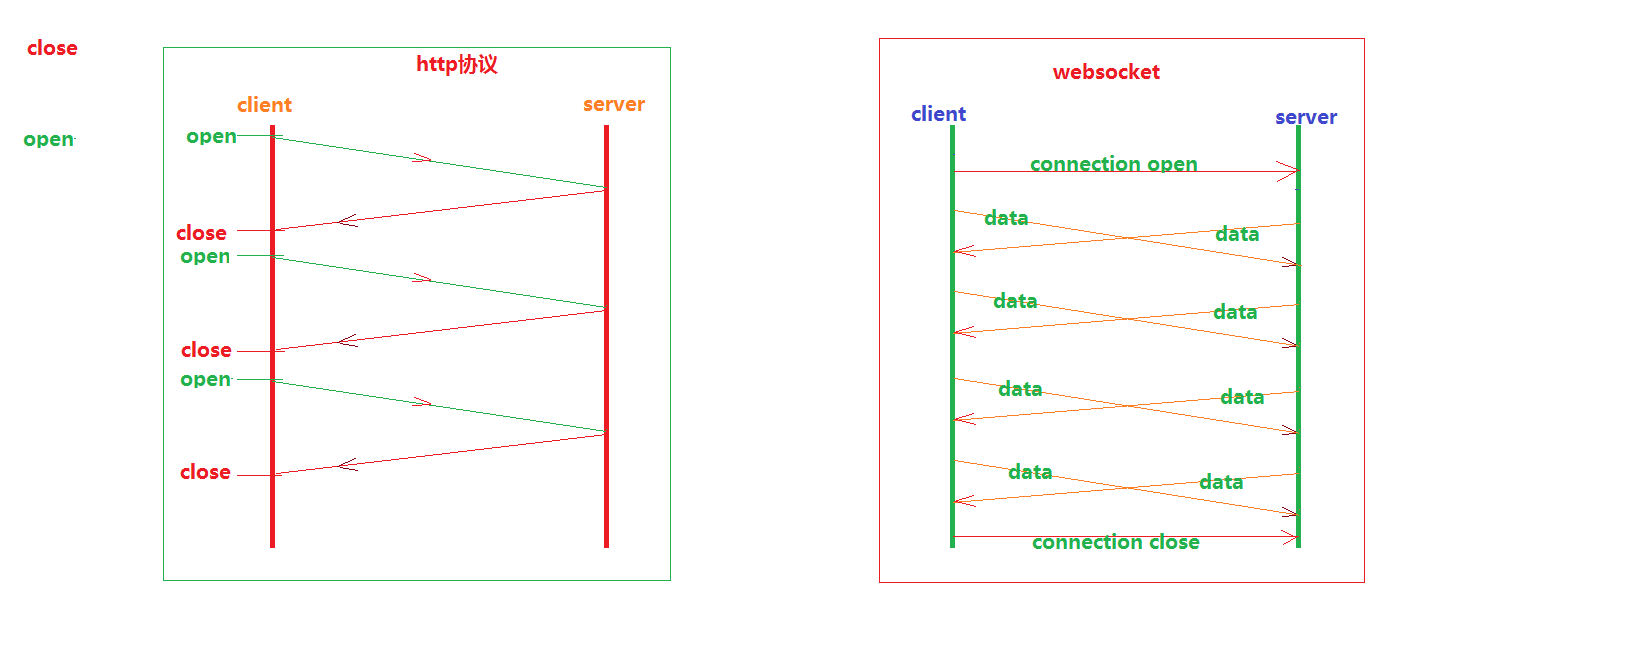 close
open
http协议
client
server
open
close
open
close
open
close
websocket
client
server
connection open
data
data
data
data
data
data
data
data
connection close